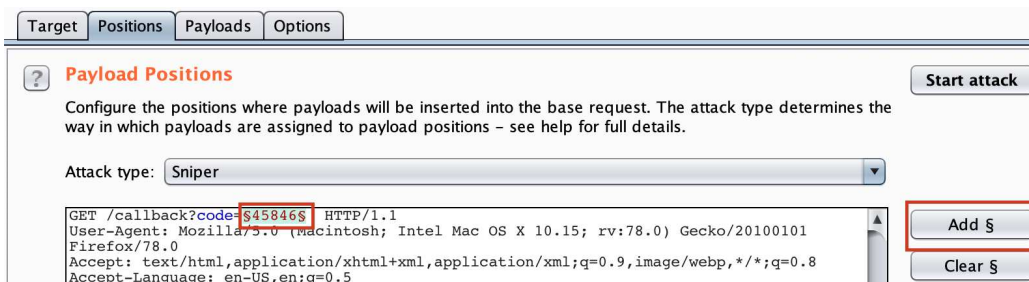 Target Positions Payloads Options
? Payload Positions
Start attack
Configure the positions where payloads will be inserted into the base request. The attack type determines the
way in which payloads are assigned to payload positions – see help for full details.
Attack type: Sniper
GET /callback?code=§45846§ HTTP/1.1
Add §
User-Agent: Mozilla/5.0 (Macintosh; Intel Mac OS X 10.15; rv:78.0) Gecko/20100101
Firefox/78.0
Accept: text/html,application/xhtml+xml,application/xml;q=0.9,image/webp,*/*;q=0.8
Clear §
Accept-Language: en-US,en;q=0.5